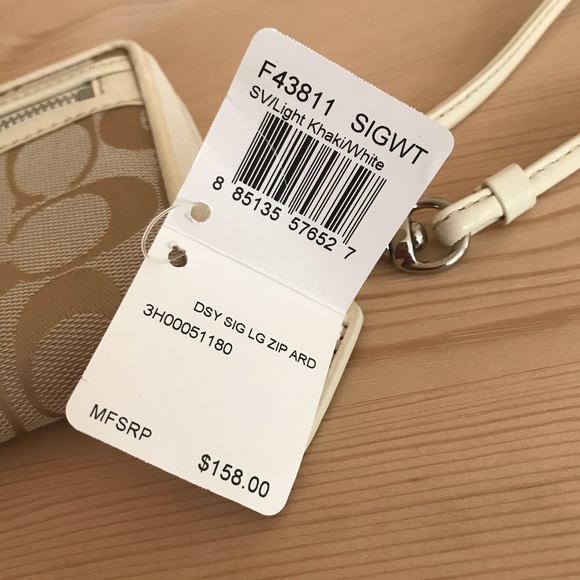 F43811 SIGWT
SV/Light Khaki/White
8 85135 57652 7
DSY SIG LG ZIP ARD
3H00051180
MFSRP
$158.00